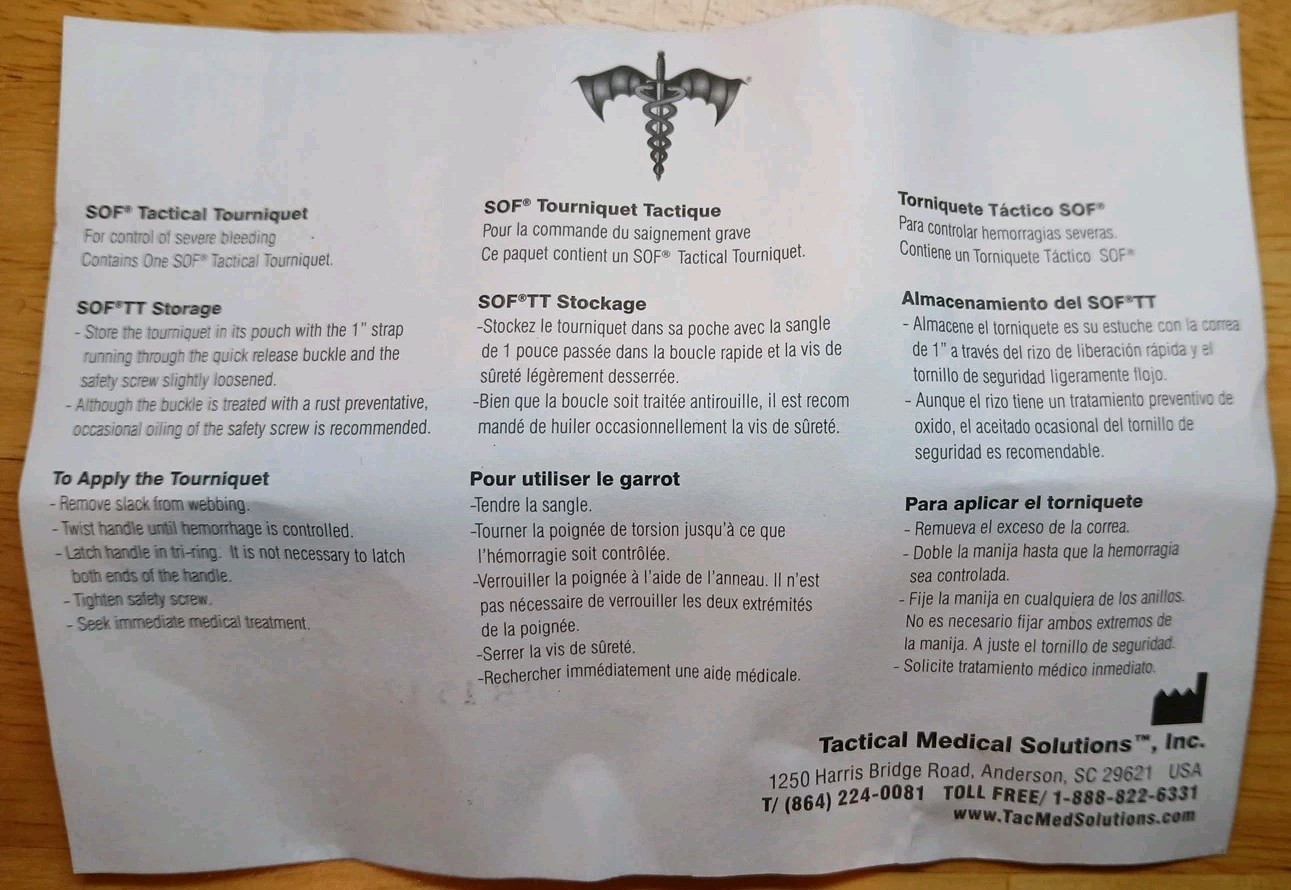 SOF® Tactical Tourniquet
For control of severe bleeding
Contains One SOF® Tactical Tourniquet.
SOF®TT Storage
- Store the tourniquet in its pouch with the 1" strap
running through the quick release buckle and the
safety screw slightly loosened.
- Although the buckle is treated with a rust preventative,
occasional oiling of the safety screw is recommended.
To Apply the Tourniquet
- Remove slack from webbing.
- Twist handle until hemorrhage is controlled.
- Latch handle in tri-ring. It is not necessary to latch
both ends of the handle.
- Tighten safety screw.
- Seek immediate medical treatment.
SOF® Tourniquet Tactique
Pour la commande du saignement grave
Ce paquet contient un SOF® Tactical Tourniquet.
SOF®TT Stockage
-Stockez le tourniquet dans sa poche avec la sangle
de 1 pouce passée dans la boucle rapide et la vis de
sûreté légèrement desserrée.
-Bien que la boucle soit traitée antirouille, il est recom
mandé de huiler occasionnellement la vis de sûreté.
Pour utiliser le garrot
-Tendre la sangle.
-Tourner la poignée de torsion jusqu'à ce que
l'hémorragie soit contrôlée.
-Verrouiller la poignée à l'aide de l'anneau. Il n'est
pas nécessaire de verrouiller les deux extrémités
de la poignée.
-Serrer la vis de sûreté.
-Rechercher immédiatement une aide médicale.
Torniquete Táctico SOF®
Para controlar hemorragias severas.
Contiene un Torniquete Táctico SOF®
Almacenamiento del SOF®TT
- Almacene el torniquete es su estuche con la correa
de 1" a través del rizo de liberación rápida y el
tornillo de seguridad ligeramente flojo.
- Aunque el rizo tiene un tratamiento preventivo de
oxido, el aceitado ocasional del tornillo de
seguridad es recomendable.
Para aplicar el torniquete
- Remueva el exceso de la correa.
- Doble la manija hasta que la hemorragia
sea controlada.
- Fije la manija en cualquiera de los anillos.
No es necesario fijar ambos extremos de
la manija. A juste el tornillo de seguridad.
- Solicite tratamiento médico inmediato.
Tactical Medical Solutions™, Inc.
1250 Harris Bridge Road, Anderson, SC 29621 USA
T/ (864) 224-0081 TOLL FREE/ 1-888-822-6331
www.TacMedSolutions.com